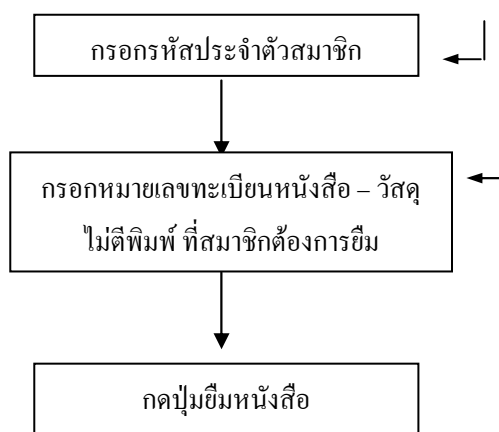 กรอกรหัสประจำตัวสมาชิก
กรอกหมายเลขทะเบียนหนังสือ – วัสดุ
ไม่ตีพิมพ์ ที่สมาชิกต้องการยืม
กดปุ่มยืมหนังสือ